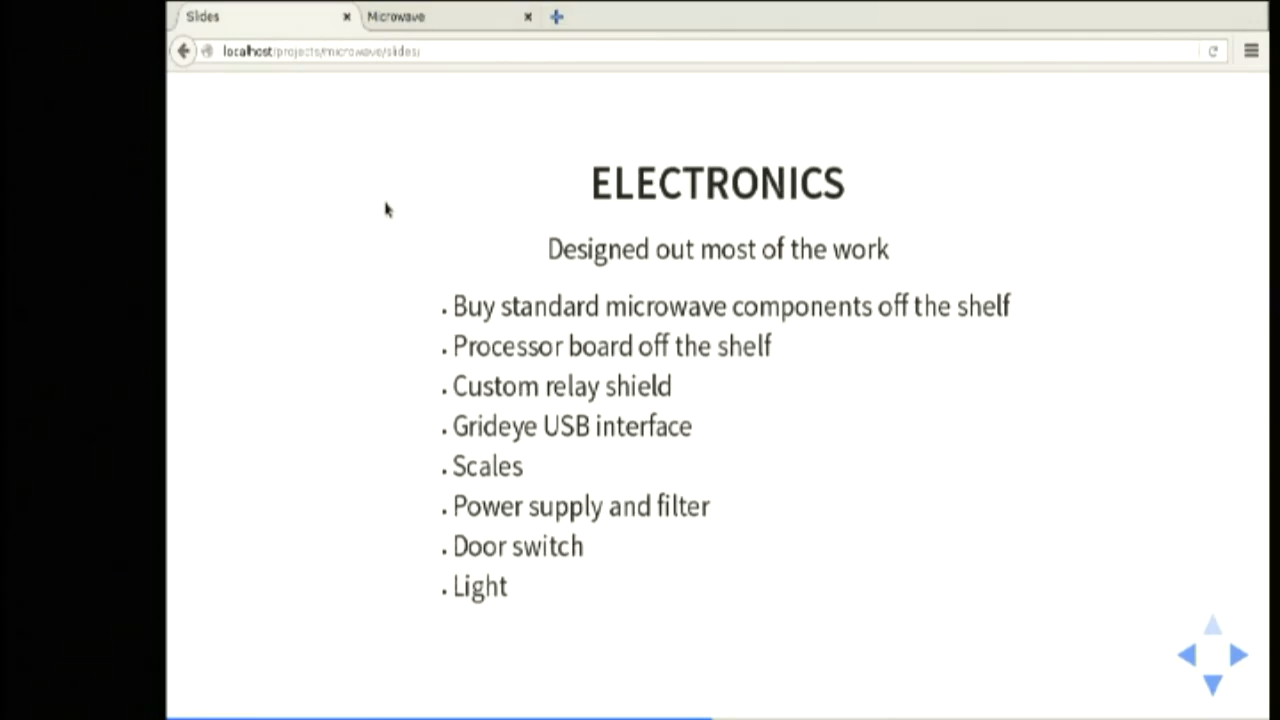 Slides
Microwave
localhost/projects/microwave/slides/
ELECTRONICS
Designed out most of the work
Buy standard microwave components off the shelf
Processor board off the shelf
Custom relay shield
Grideye USB interface
Scales
Power supply and filter
Door switch
Light